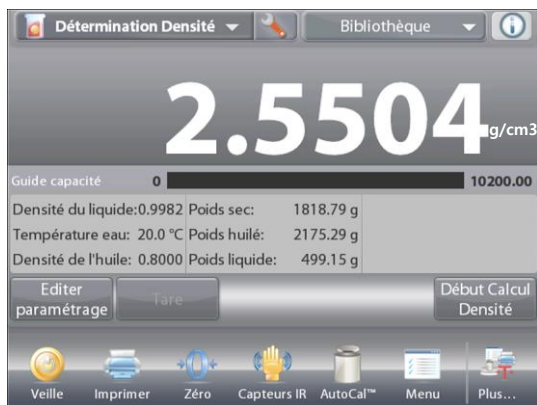 Détermination Densité
Bibliothèque
2.5504 g/cm3
Guide capacité 0 10200.00
Densité du liquide:0.9982 Poids sec: 1818.79 g
Température eau: 20.0 °C Poids huilé: 2175.29 g
Densité de l'huile: 0.8000 Poids liquide: 499.15 g
Editer
paramétrage
Tare
Début Calcul
Densité
Veille Imprimer Zéro Capteurs IR AutoCal™ Menu Plus...